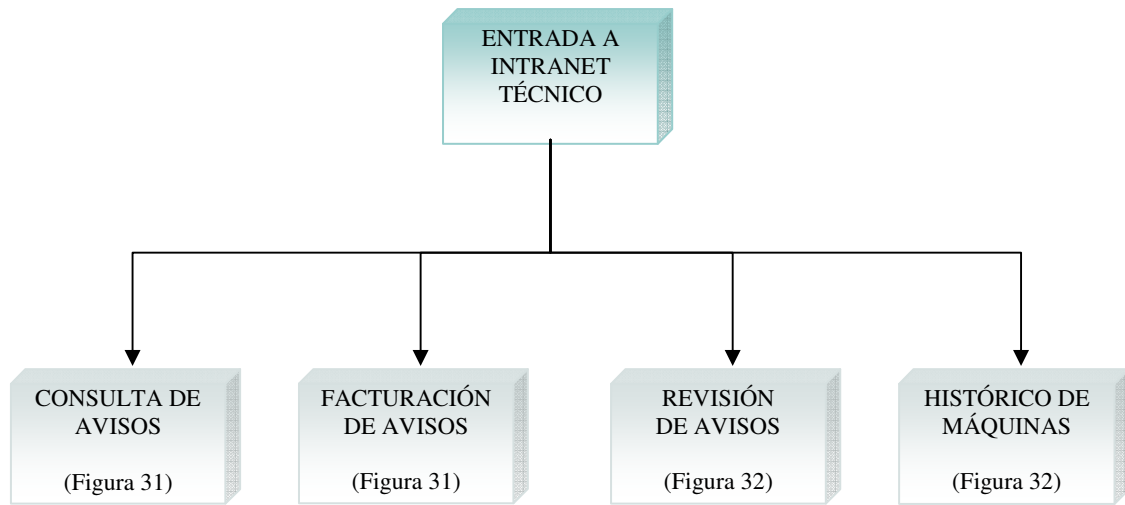 ENTRADA A
INTRANET
TÉCNICO
CONSULTA DE
AVISOS
(Figura 31)
FACTURACIÓN
DE AVISOS
(Figura 31)
REVISIÓN
DE AVISOS
(Figura 32)
HISTÓRICO DE
MÁQUINAS
(Figura 32)